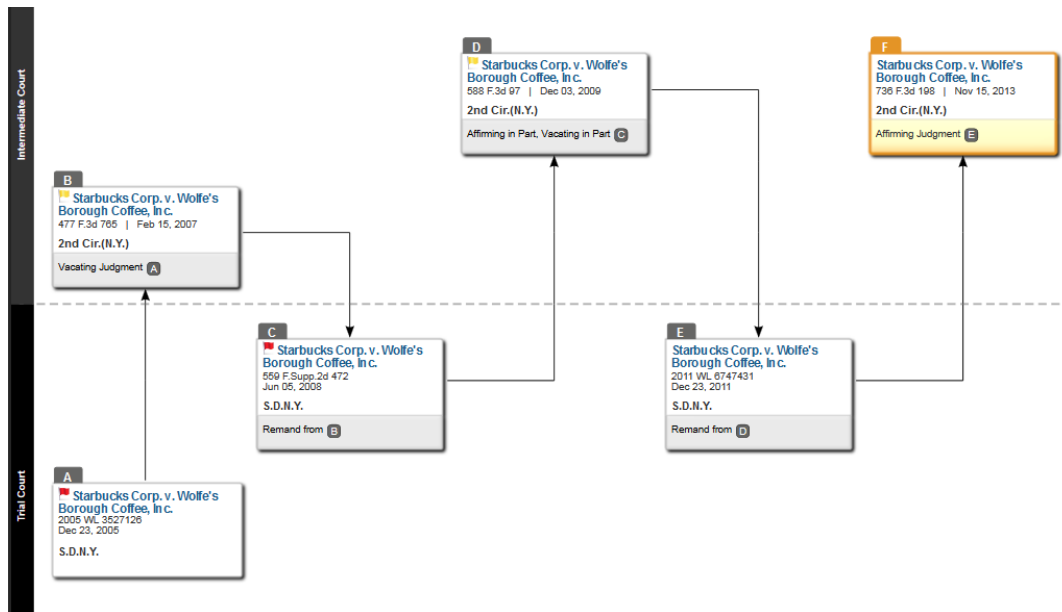 Intermediate Court
Trial Court
A
Starbucks Corp. v. Wolfe's
Borough Coffee, Inc.
2005 WL 3527126
Dec 23, 2005
S.D.N.Y.
B
Starbucks Corp. v. Wolfe's
Borough Coffee, Inc.
477 F.3d 765 | Feb 15, 2007
2nd Cir.(N.Y.)
Vacating Judgment A
C
Starbucks Corp. v. Wolfe's
Borough Coffee, Inc.
559 F.Supp.2d 472
Jun 05, 2008
S.D.N.Y.
Remand from B
D
Starbucks Corp. v. Wolfe's
Borough Coffee, Inc.
588 F.3d 97 | Dec 03, 2009
2nd Cir.(N.Y.)
Affirming in Part, Vacating in Part C
E
Starbucks Corp. v. Wolfe's
Borough Coffee, Inc.
2011 WL 6747431
Dec 23, 2011
S.D.N.Y.
Remand from D
F
Starbucks Corp. v. Wolfe's
Borough Coffee, Inc.
736 F.3d 198 | Nov 15, 2013
2nd Cir.(N.Y.)
Affirming Judgment E